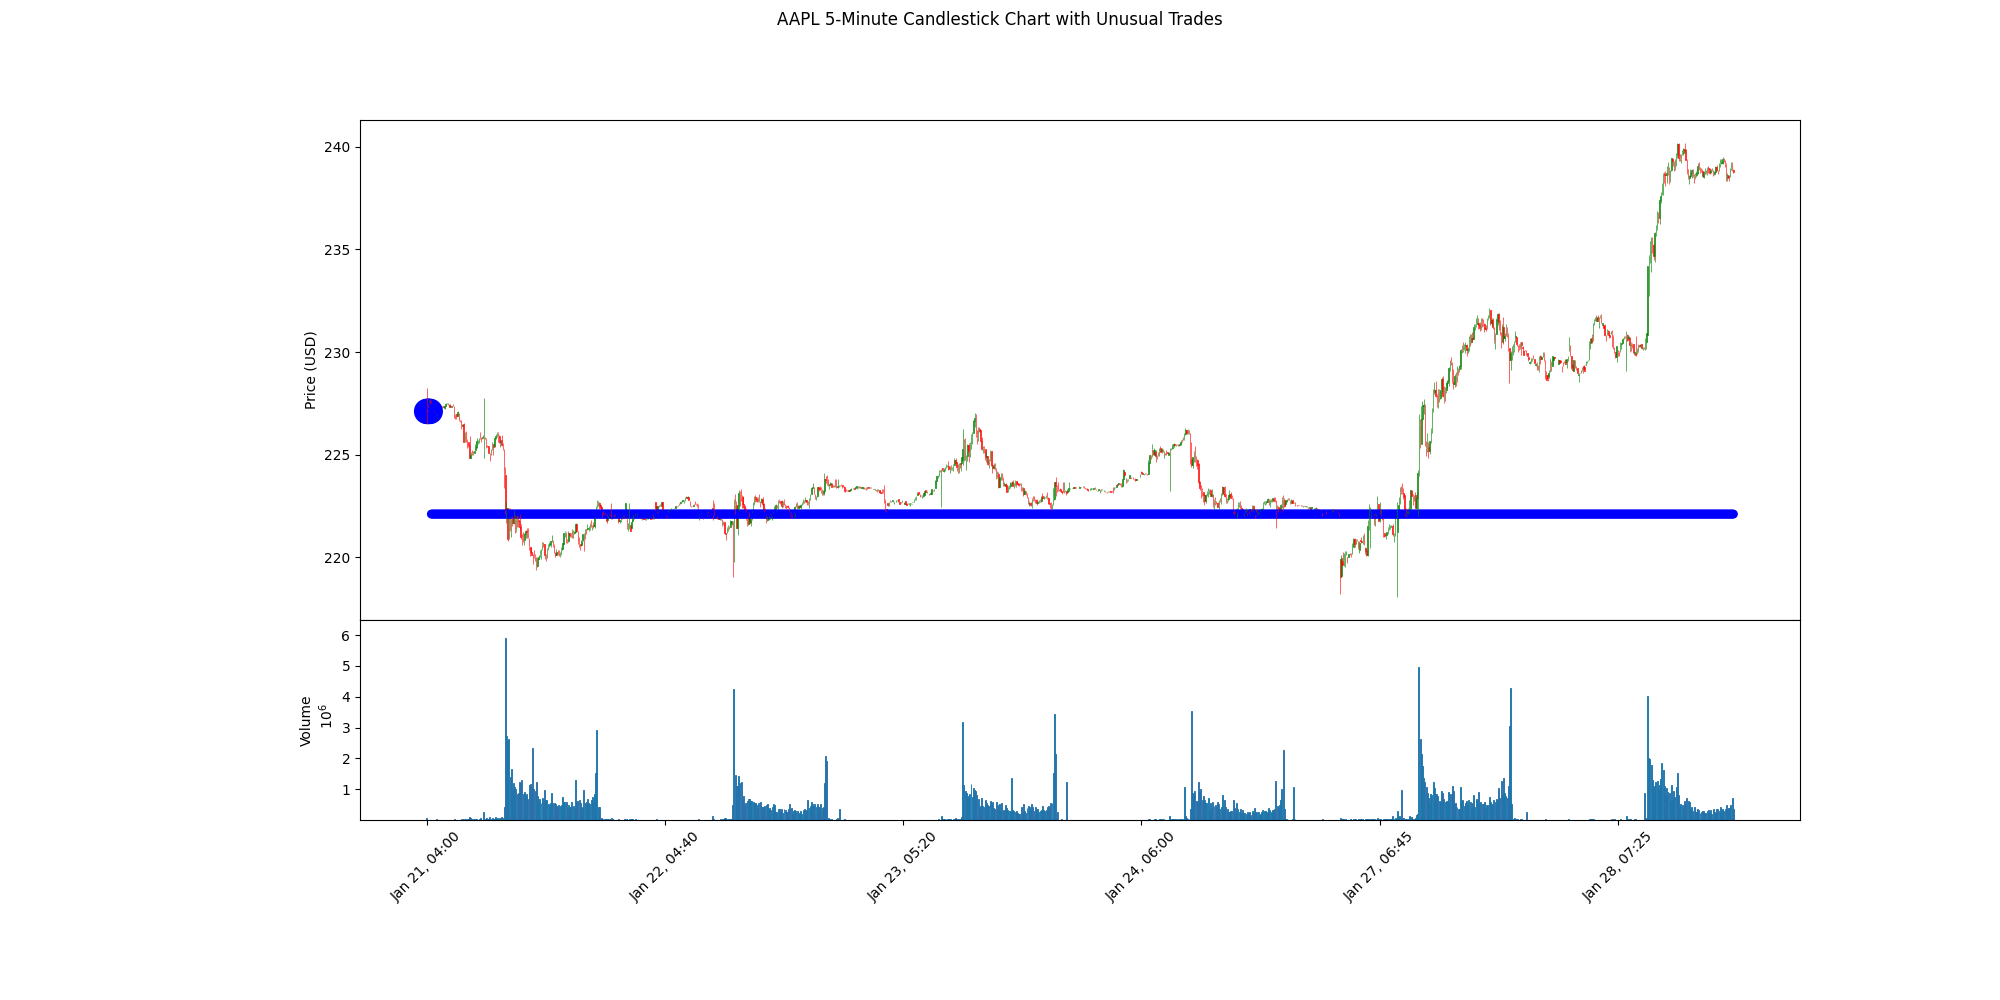 AAPL 5-Minute Candlestick Chart with Unusual Trades
240
235
230
225
220
Price (USD)
6
5
4
3
2
1
Volume
10^6
Jan 21, 04:00
Jan 22, 04:40
Jan 23, 05:20
Jan 24, 06:00
Jan 27, 06:45
Jan 28, 07:25